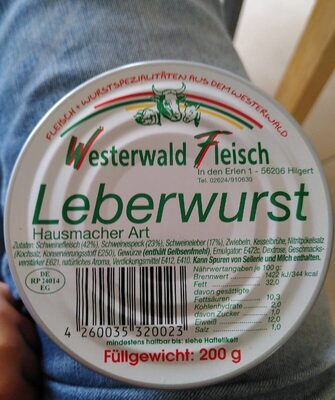 FLEISCH + WURSTSPEZIALITÄTEN AUS DEM WESTERWALD
Westerwald Fleisch
In den Erlen 1 - 56206 Hilgert
Tel. 02624/910630
Leberwurst
Hausmacher Art
Zutaten: Schweinefleisch (42%), Schweinespeck (23%), Schweineleber (17%), Zwiebeln, Kesselbrühe, Nitritpökelsalz
(Kochsalz, Konservierungsstoff E250), Gewürze (enthält Gelbsenfmehl), Emulgator: E472c, Dextrose, Geschmacks-
verstärker E621, natürliches Aroma, Verdickungsmittel E412, E410. Kann Spuren von Sellerie und Milch enthalten.
DE
RP 24014
EG
Nährwertangaben je 100 g:
Brennwert 1422 kJ/344 kcal
Fett 32,0
davon gesättigte
Fettsäuren 10,3
Kohlenhydrate 2,0
davon Zucker 1,0
Eiweiß 12,0
Salz 1,
4 260035 320023
mindestens haltbar bis: siehe Haftetikett
Füllgewicht: 200 g